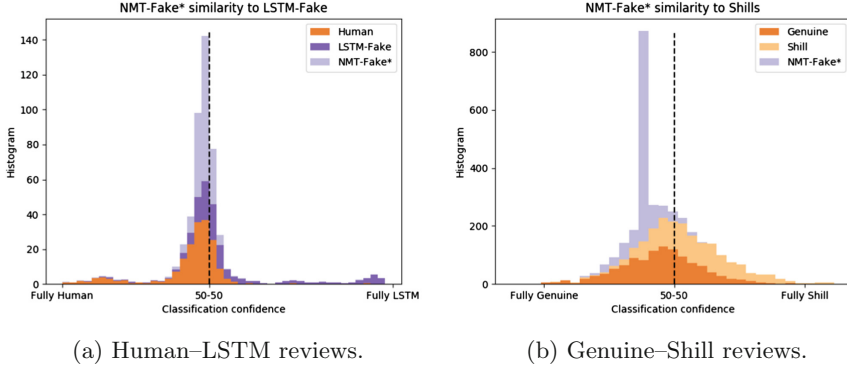 NMT-Fake* similarity to LSTM-Fake
140
120
100
80
60
40
20
0
Histogram
Human
LSTM-Fake
NMT-Fake*
Fully Human
50-50
Fully LSTM
Classification confidence
(a) Human–LSTM reviews.
NMT-Fake* similarity to Shills
800
600
400
200
0
Histogram
Genuine
Shill
NMT-Fake*
Fully Genuine
50-50
Fully Shill
Classification confidence
(b) Genuine–Shill reviews.